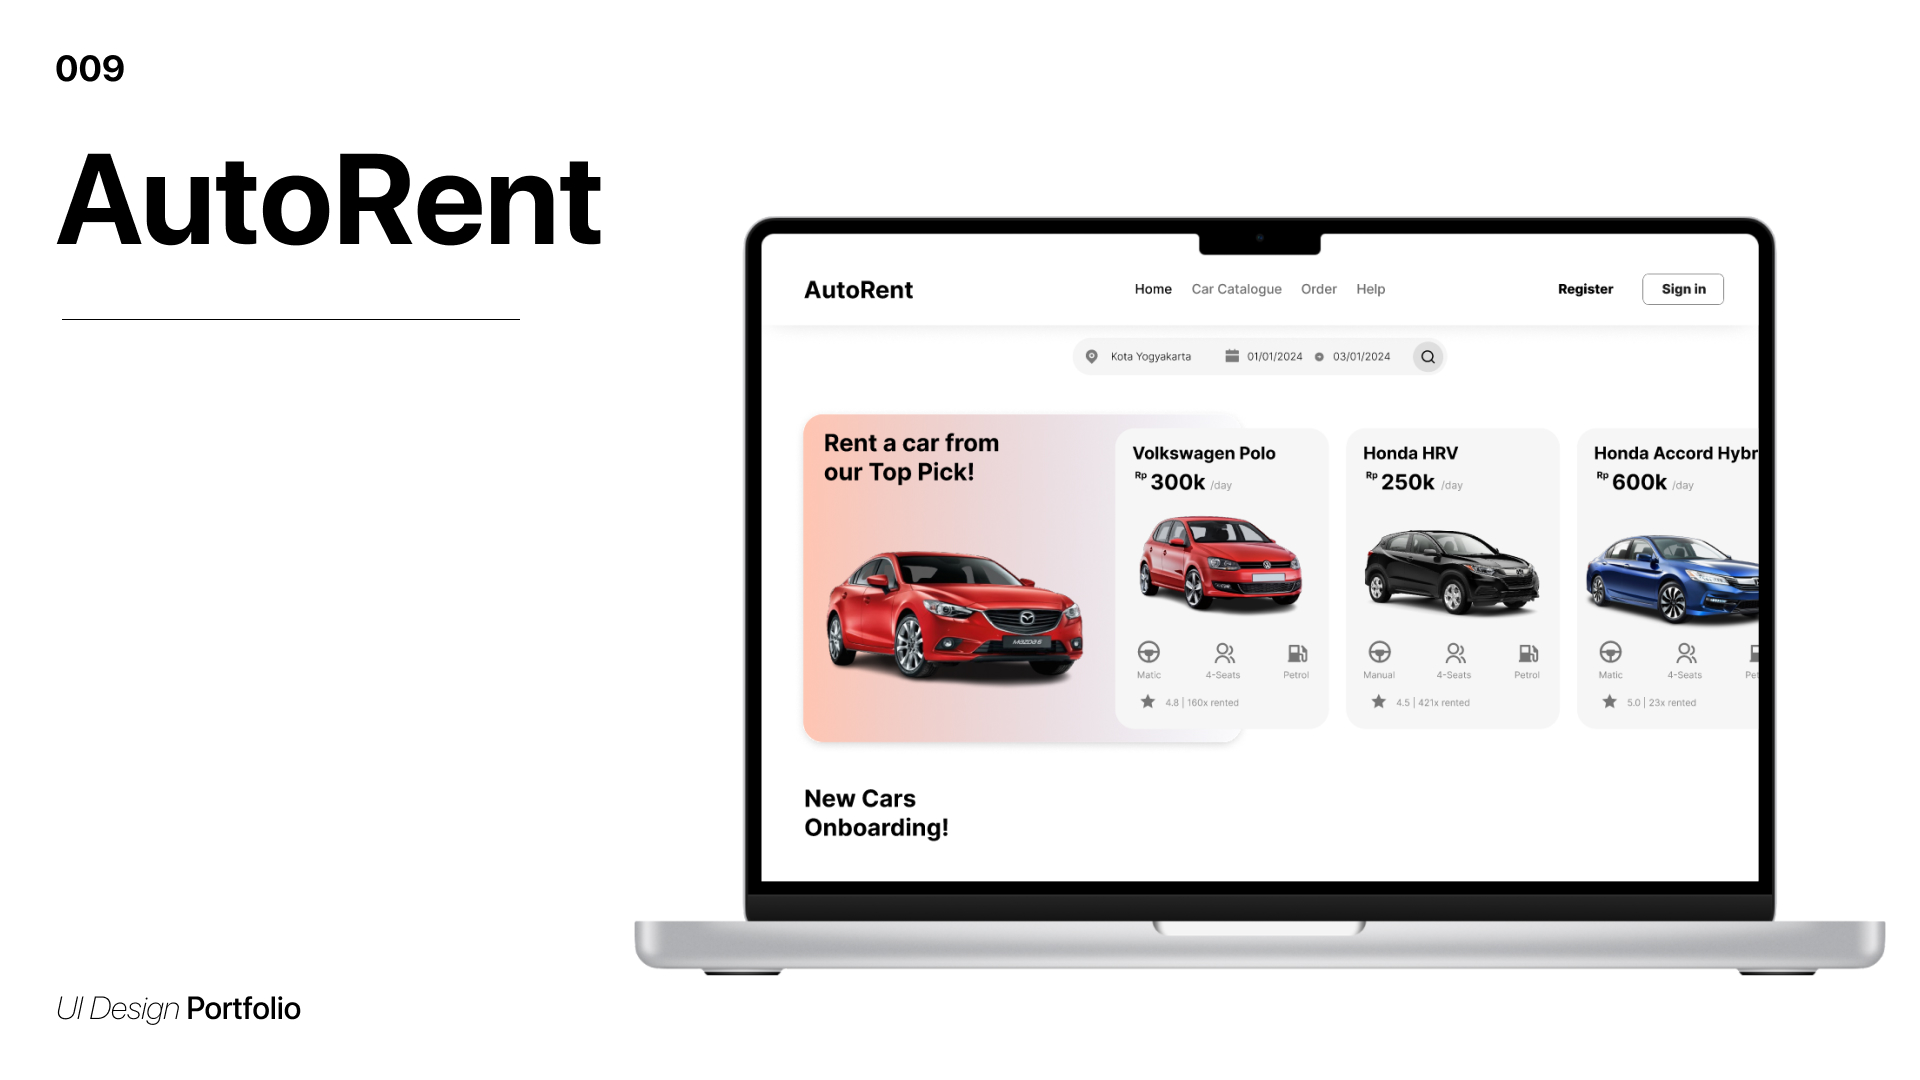 009
AutoRent
AutoRent
Home Car Catalogue Order Help
Register Sign in
Kota Yogyakarta 01/01/2024 03/01/2024
Rent a car from
our Top Pick!
MAZDA 6
Volkswagen Polo
Rp 300k /day
Matic 4-Seats Petrol
4.8 | 160x rented
Honda HRV
Rp 250k /day
Manual 4-Seats Petrol
4.5 | 421x rented
Honda Accord Hybr
Rp 600k /day
Matic 4-Seats Pet
5.0 | 23x rented
New Cars
Onboarding!
UI Design Portfolio